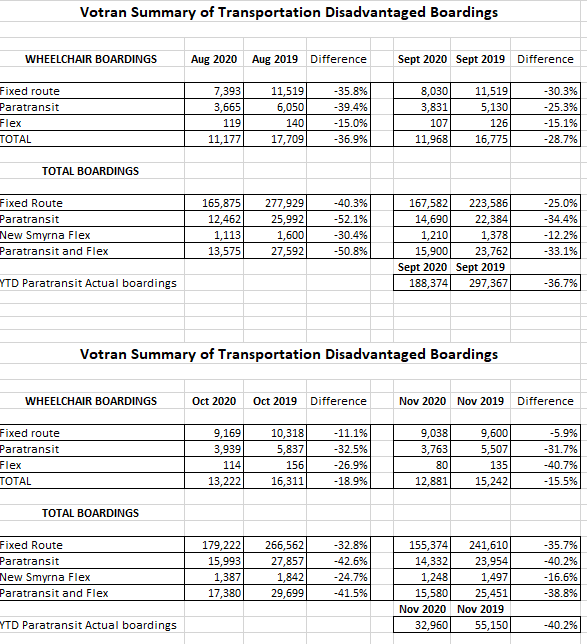 Votran Summary of Transportation Disadvantaged Boardings
WHEELCHAIR BOARDINGS Aug 2020 Aug 2019 Difference Sept 2020 Sept 2019 Difference
Fixed route 7,393 11,519 -35.8% 8,030 11,519 -30.3%
Paratransit 3,665 6,050 -39.4% 3,831 5,130 -25.3%
Flex 119 140 -15.0% 107 126 -15.1%
TOTAL 11,177 17,709 -36.9% 11,968 16,775 -28.7%
TOTAL BOARDINGS
Fixed Route 165,875 277,929 -40.3% 167,582 223,586 -25.0%
Paratransit 12,462 25,992 -52.1% 14,690 22,384 -34.4%
New Smyrna Flex 1,113 1,600 -30.4% 1,210 1,378 -12.2%
Paratransit and Flex 13,575 27,592 -50.8% 15,900 23,762 -33.1%
Sept 2020 Sept 2019
YTD Paratransit Actual boardings 188,374 297,367 -36.7%
Votran Summary of Transportation Disadvantaged Boardings
WHEELCHAIR BOARDINGS Oct 2020 Oct 2019 Difference Nov 2020 Nov 2019 Difference
Fixed route 9,169 10,318 -11.1% 9,038 9,600 -5.9%
Paratransit 3,939 5,837 -32.5% 3,763 5,507 -31.7%
Flex 114 156 -26.9% 80 135 -40.7%
TOTAL 13,222 16,311 -18.9% 12,881 15,242 -15.5%
TOTAL BOARDINGS
Fixed Route 179,222 266,562 -32.8% 155,374 241,610 -35.7%
Paratransit 15,993 27,857 -42.6% 14,332 23,954 -40.2%
New Smyrna Flex 1,387 1,842 -24.7% 1,248 1,497 -16.6%
Paratransit and Flex 17,380 29,699 -41.5% 15,580 25,451 -38.8%
Nov 2020 Nov 2019
YTD Paratransit Actual boardings 32,960 55,150 -40.2%